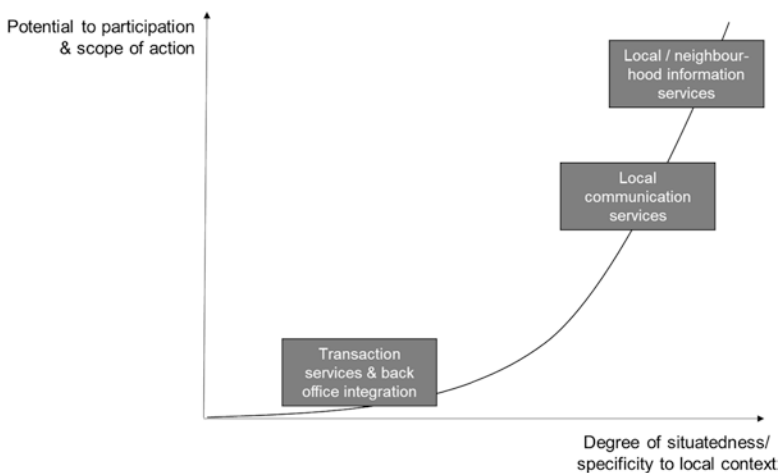 Potential to participation
& scope of action
Local / neighbour-
hood information
services
Local
communication
services
Transaction
services & back
office integration
Degree of situatedness/
specificity to local context